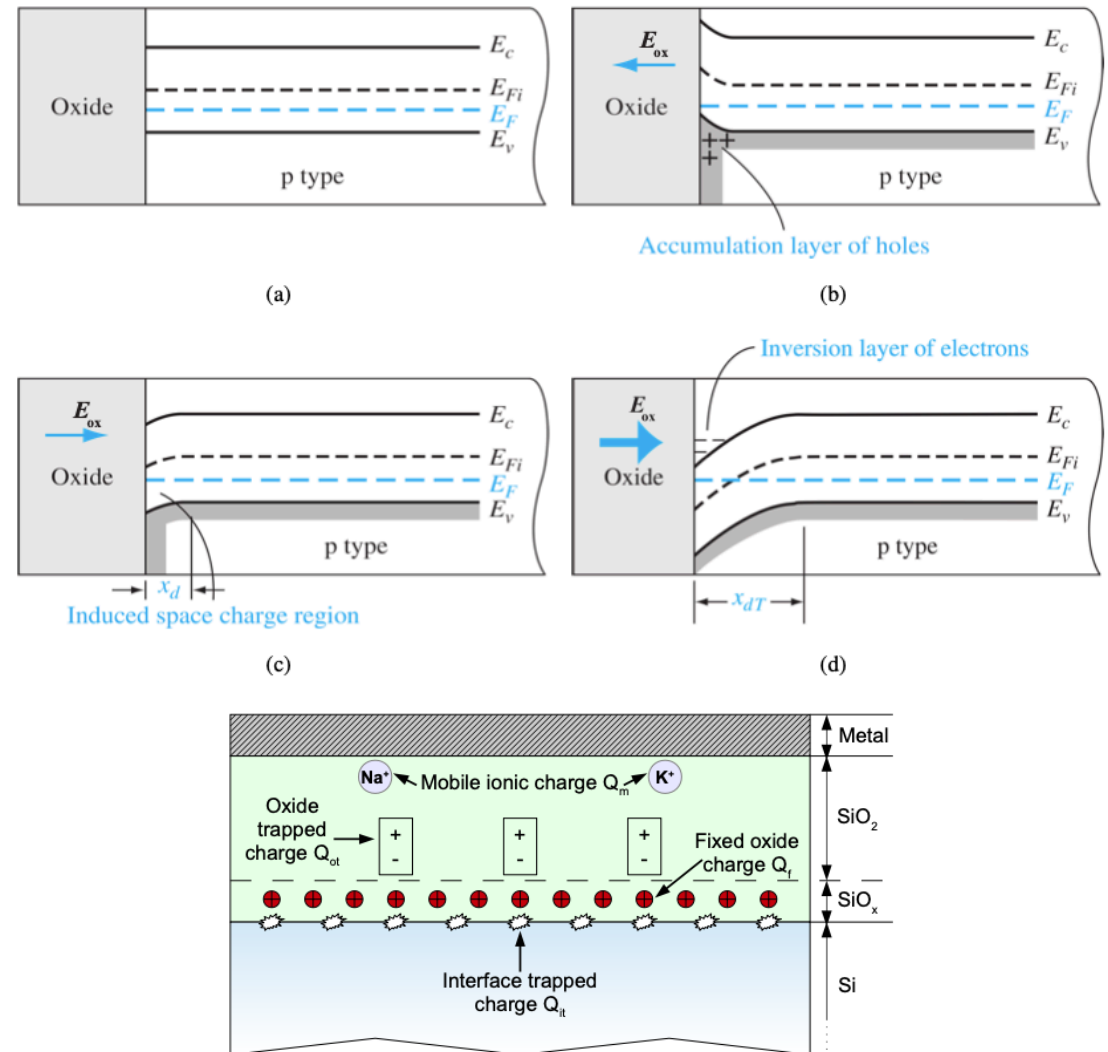 Oxide
E_c
E_Fi
E_F
E_v
p type
(a)
E_ox
Oxide
E_c
E_Fi
E_F
E_v
++
+
p type
Accumulation layer of holes
(b)
E_ox
Oxide
E_c
E_Fi
E_F
E_v
p type
x_d
Induced space charge region
(c)
Inversion layer of electrons
E_ox
Oxide
E_c
E_Fi
E_F
E_v
p type
x_dT
(d)
Metal
Na⁺
Mobile ionic charge Q_m
K⁺
SiO₂
Oxide
trapped
charge Q_ot
+
-
+
-
+
-
Fixed oxide
charge Q_f
SiO_x
Interface trapped
charge Q_it
Si